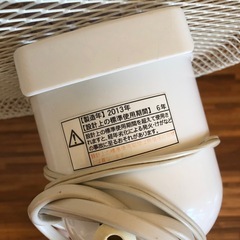 【製造年】2013年
【設計上の標準使用期間】6年
設計上の標準使用期間を超えて使用さ
れますと、経年劣化による発火・けがなど
の事故に至るおそれがあります。